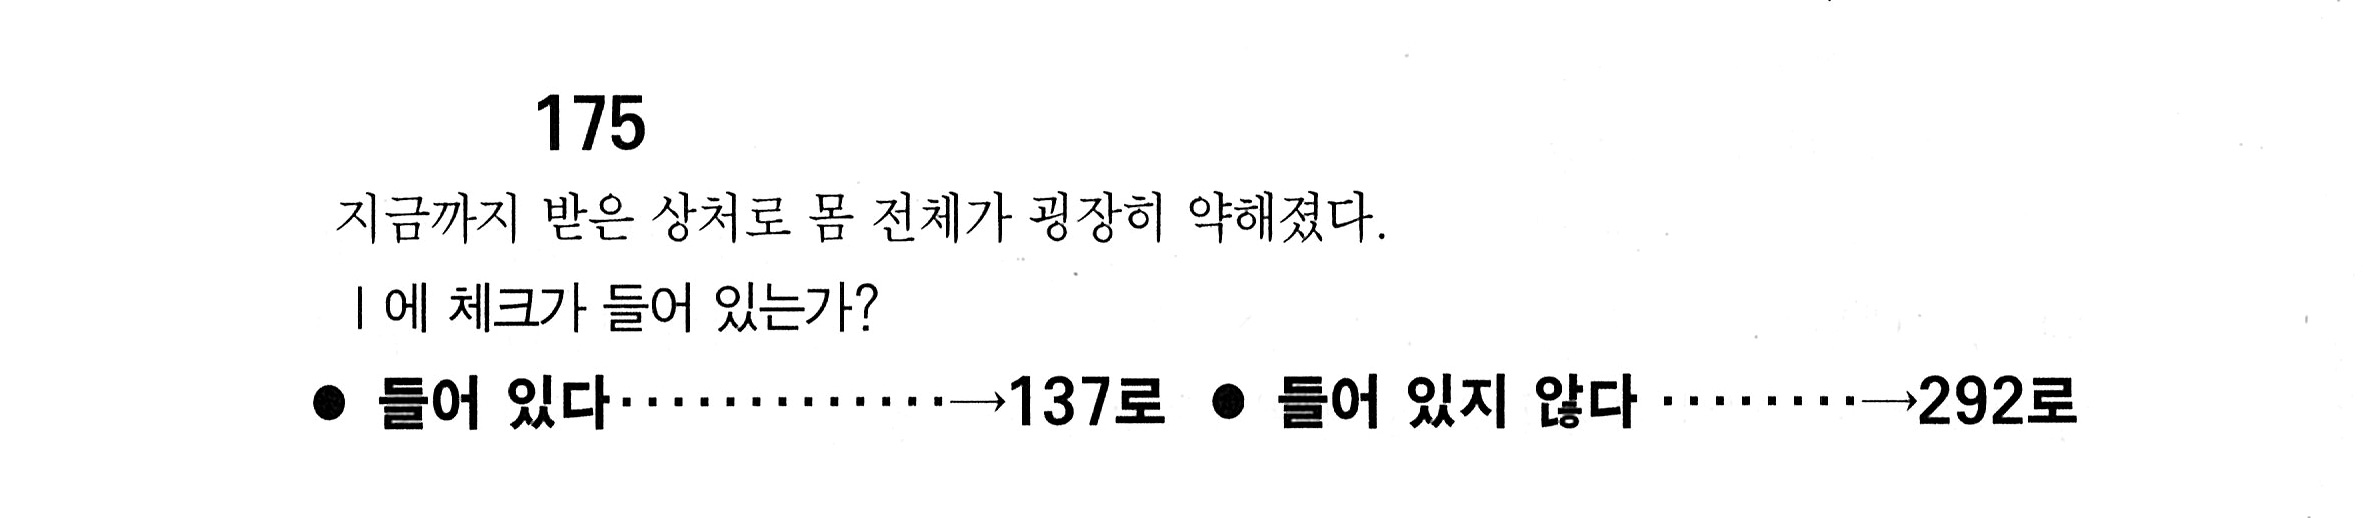 175
지금까지 받은 상처로 몸 전체가 굉장히 약해졌다.
I 에 체크가 들어 있는가?
● 들어 있다·············→137로 ● 들어 있지 않다 ········→292로